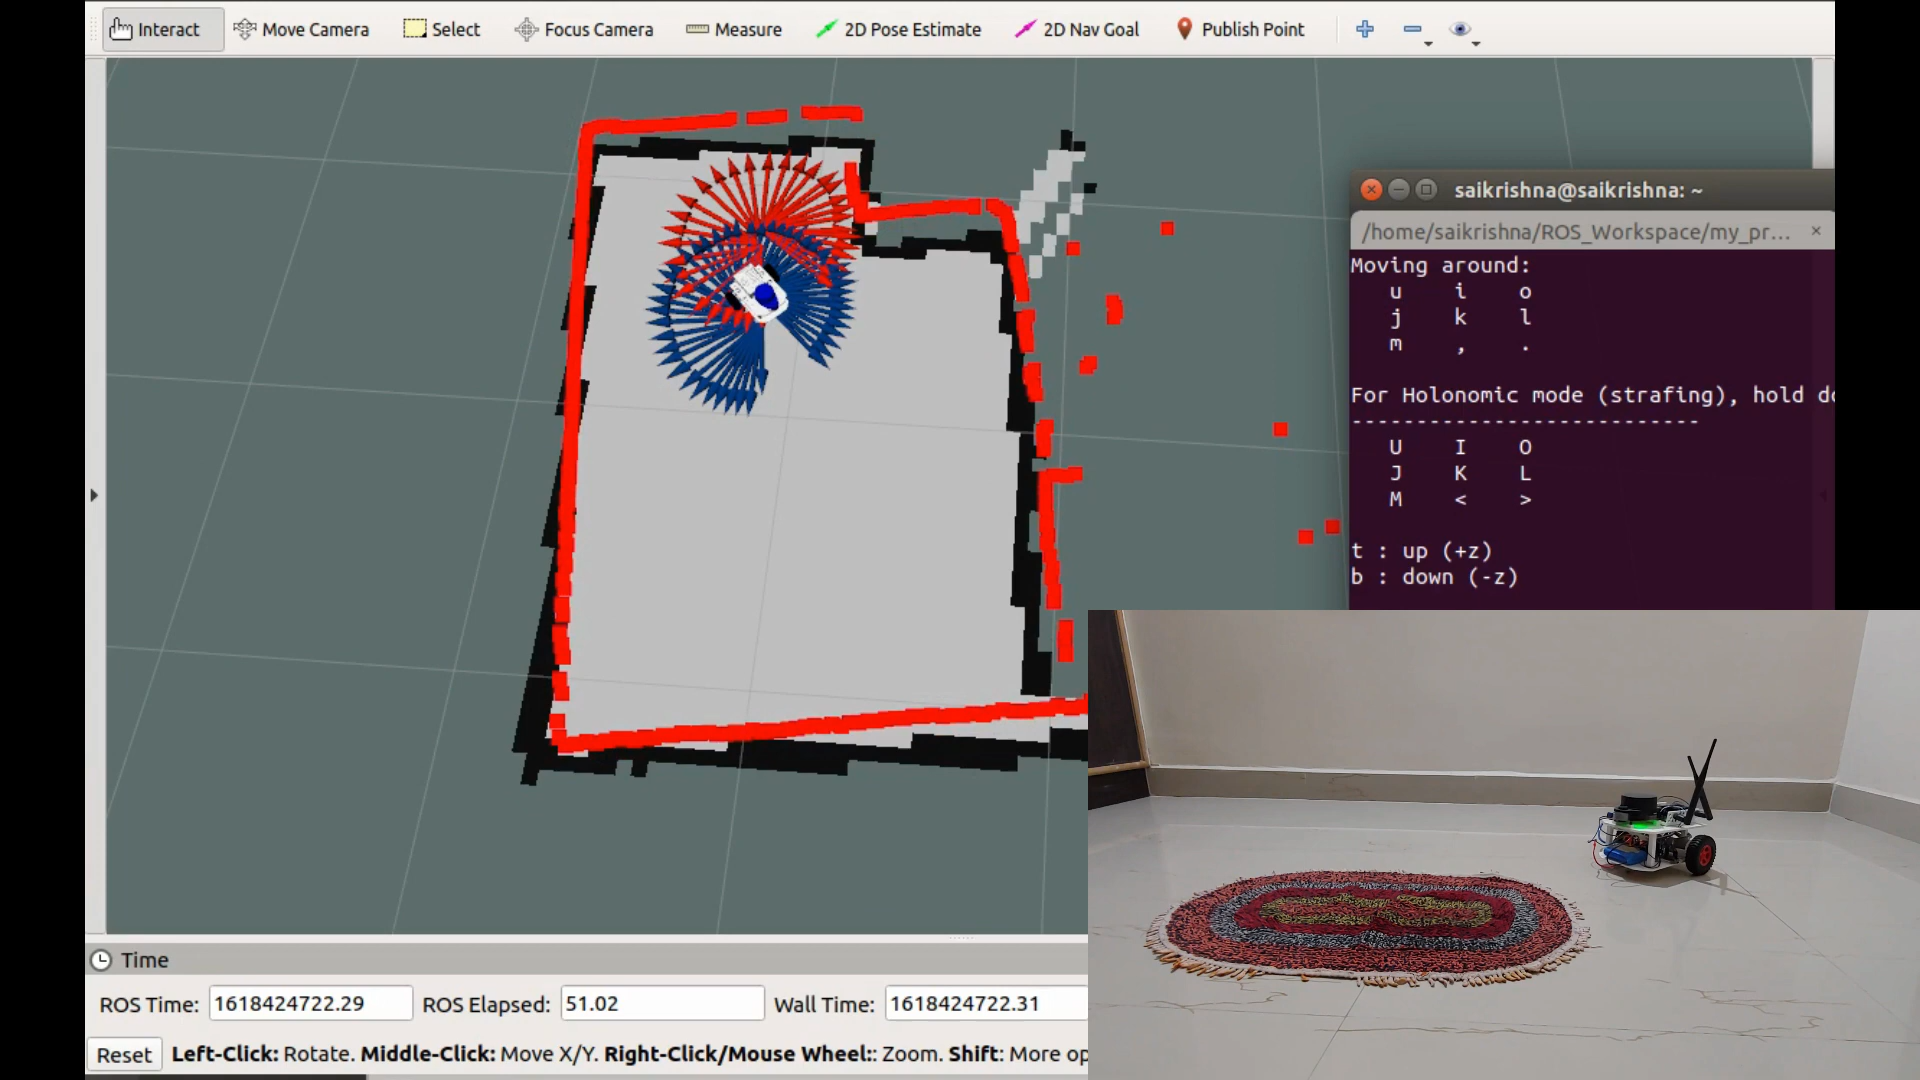 Interact Move Camera Select Focus Camera Measure 2D Pose Estimate 2D Nav Goal Publish Point
saikrishna@saikrishna: ~
/home/saikrishna/ROS_Workspace/my_pr... ×
Moving around:
u i o
j k l
m , .
For Holonomic mode (strafing), hold do
---------------------------
U I O
J K L
M < >
t : up (+z)
b : down (-z)
Time
ROS Time: 1618424722.29 ROS Elapsed: 51.02 Wall Time: 1618424722.31
Reset Left-Click: Rotate. Middle-Click: Move X/Y. Right-Click/Mouse Wheel:: Zoom. Shift: More op